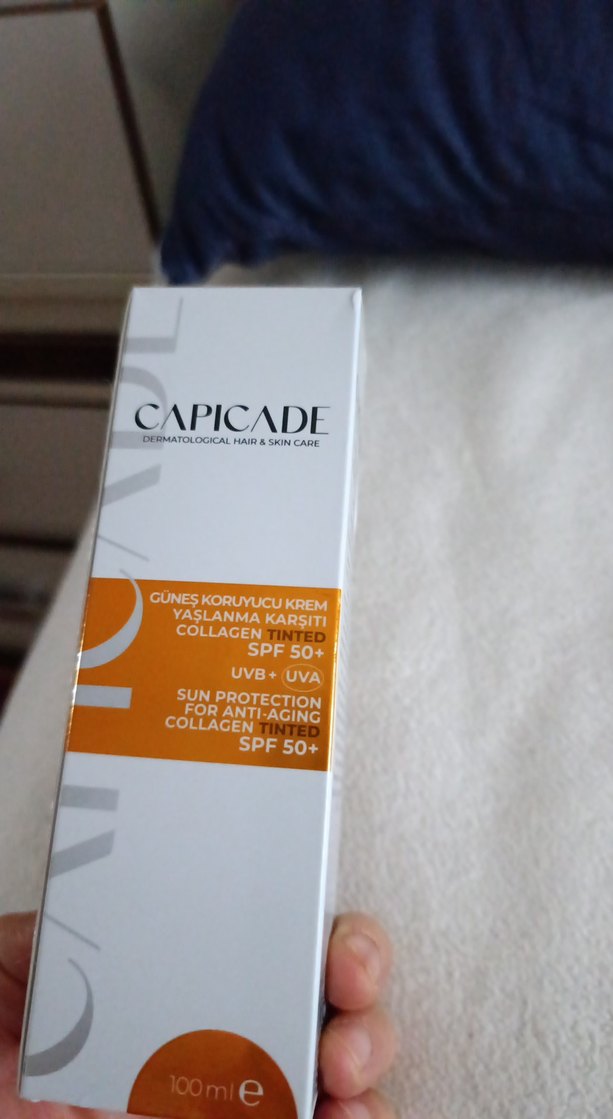 CAPICADE
DERMATOLOGICAL HAIR & SKIN CARE
GÜNEŞ KORUYUCU KREM
YAŞLANMA KARŞITI
COLLAGEN TINTED
SPF 50+
UVB+ UVA
SUN PROTECTION
FOR ANTI-AGING
COLLAGEN TINTED
SPF 50+
100 ml e
CAPICADE